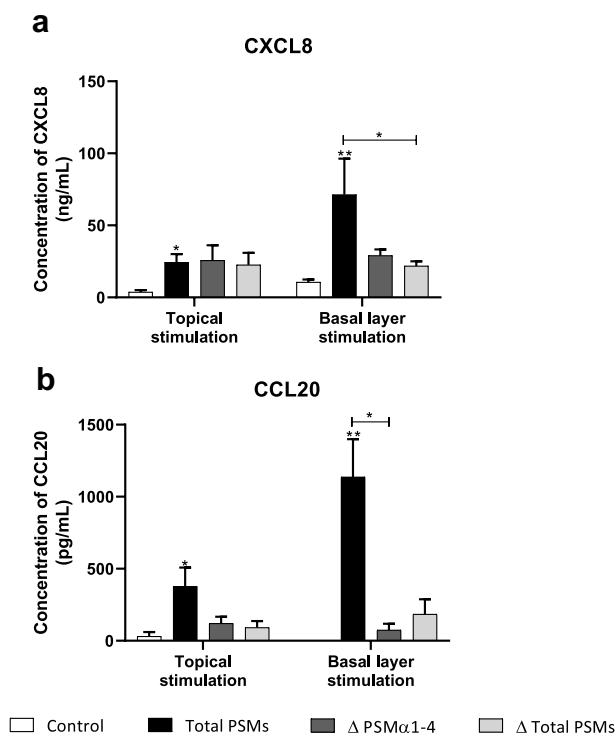 a
CXCL8
Concentration of CXCL8
(ng/mL)
150
100
50
0
*
**
*
Topical
stimulation
Basal layer
stimulation
b
CCL20
Concentration of CCL20
(pg/mL)
1500
1000
500
0
*
**
*
Topical
stimulation
Basal layer
stimulation
Control
Total PSMs
Δ PSMα1-4
Δ Total PSMs